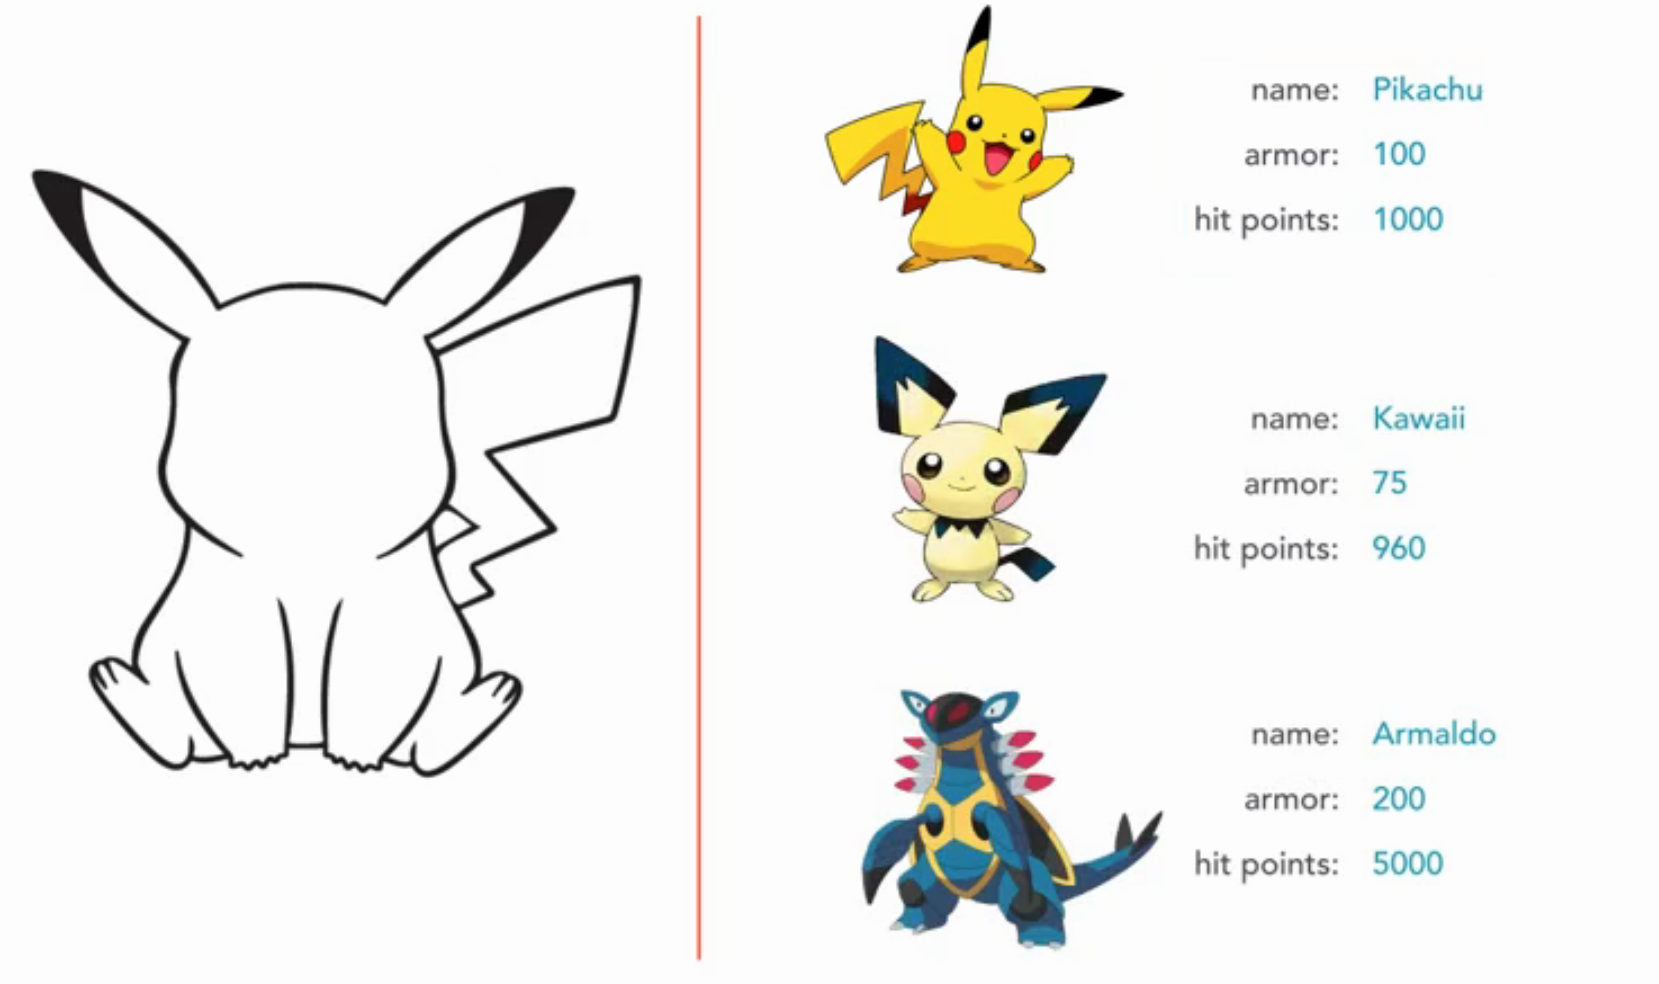 name: Pikachu
armor: 100
hit points: 1000
name: Kawaii
armor: 75
hit points: 960
name: Armaldo
armor: 200
hit points: 5000